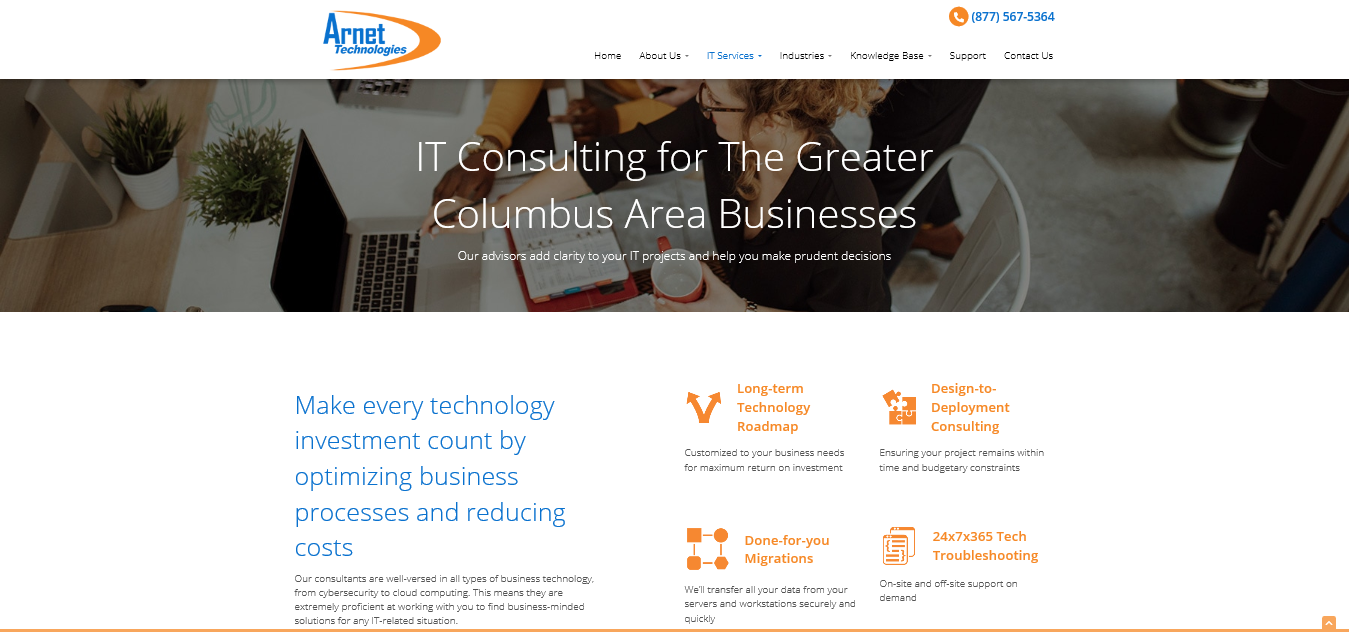 Arnet
Technologies
(877) 567-5364
Home About Us IT Services Industries Knowledge Base Support Contact Us
IT Consulting for The Greater
Columbus Area Businesses
Our advisors add clarity to your IT projects and help you make prudent decisions
Make every technology
investment count by
optimizing business
processes and reducing
costs
Our consultants are well-versed in all types of business technology,
from cybersecurity to cloud computing. This means they are
extremely proficient at working with you to find business-minded
solutions for any IT-related situation.
Long-term
Technology
Roadmap
Customized to your business needs
for maximum return on investment
Design-to-
Deployment
Consulting
Ensuring your project remains within
time and budgetary constraints
Done-for-you
Migrations
We'll transfer all your data from your
servers and workstations securely and
quickly
24x7x365 Tech
Troubleshooting
On-site and off-site support on
demand